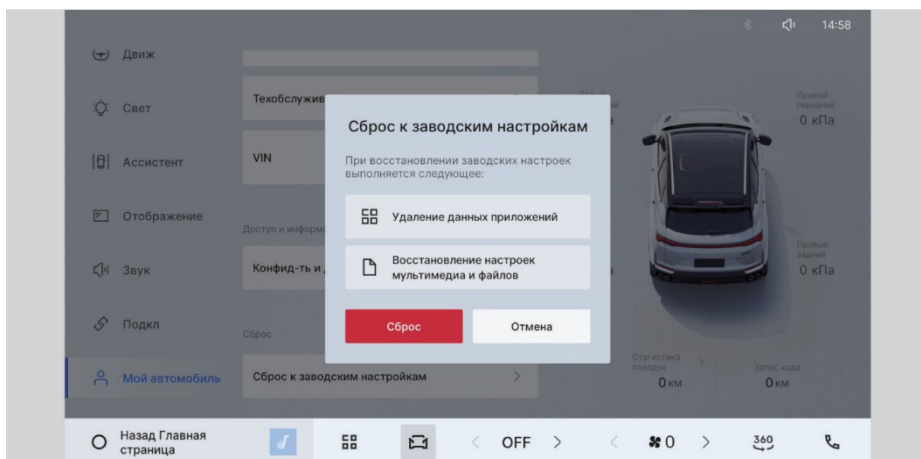 14:58
Движ
Свет
Ассистент
Отображение
Звук
Подкл
Мой автомобиль
Техобслужив
VIN
Доступ и информ
Конфид-ть и
Сброс
Сброс к заводским настройкам
Сброс к заводским настройкам
При восстановлении заводских настроек
выполняется следующее:
Удаление данных приложений
Восстановление настроек
мультимедиа и файлов
Сброс
Отмена
Правый
передний
0 кПа
Правый
задний
0 кПа
Статистика
поездок
0 км
Запас хода
0 км
Назад Главная
страница
OFF
0
360